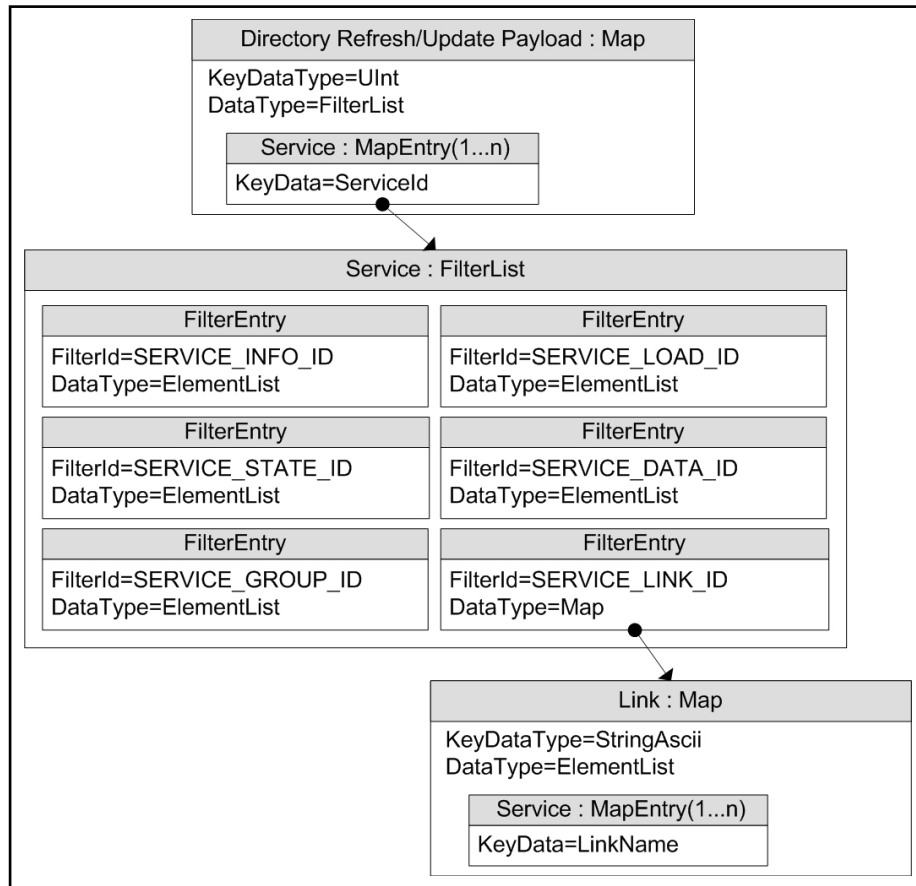 Directory Refresh/Update Payload : Map
KeyDataType=UInt
DataType=FilterList
Service : MapEntry(1...n)
KeyData=ServiceId
Service : FilterList
FilterEntry
FilterId=SERVICE_INFO_ID
DataType=ElementList
FilterEntry
FilterId=SERVICE_LOAD_ID
DataType=ElementList
FilterEntry
FilterId=SERVICE_STATE_ID
DataType=ElementList
FilterEntry
FilterId=SERVICE_DATA_ID
DataType=ElementList
FilterEntry
FilterId=SERVICE_GROUP_ID
DataType=ElementList
FilterEntry
FilterId=SERVICE_LINK_ID
DataType=Map
Link : Map
KeyDataType=StringAscii
DataType=ElementList
Service : MapEntry(1...n)
KeyData=LinkName